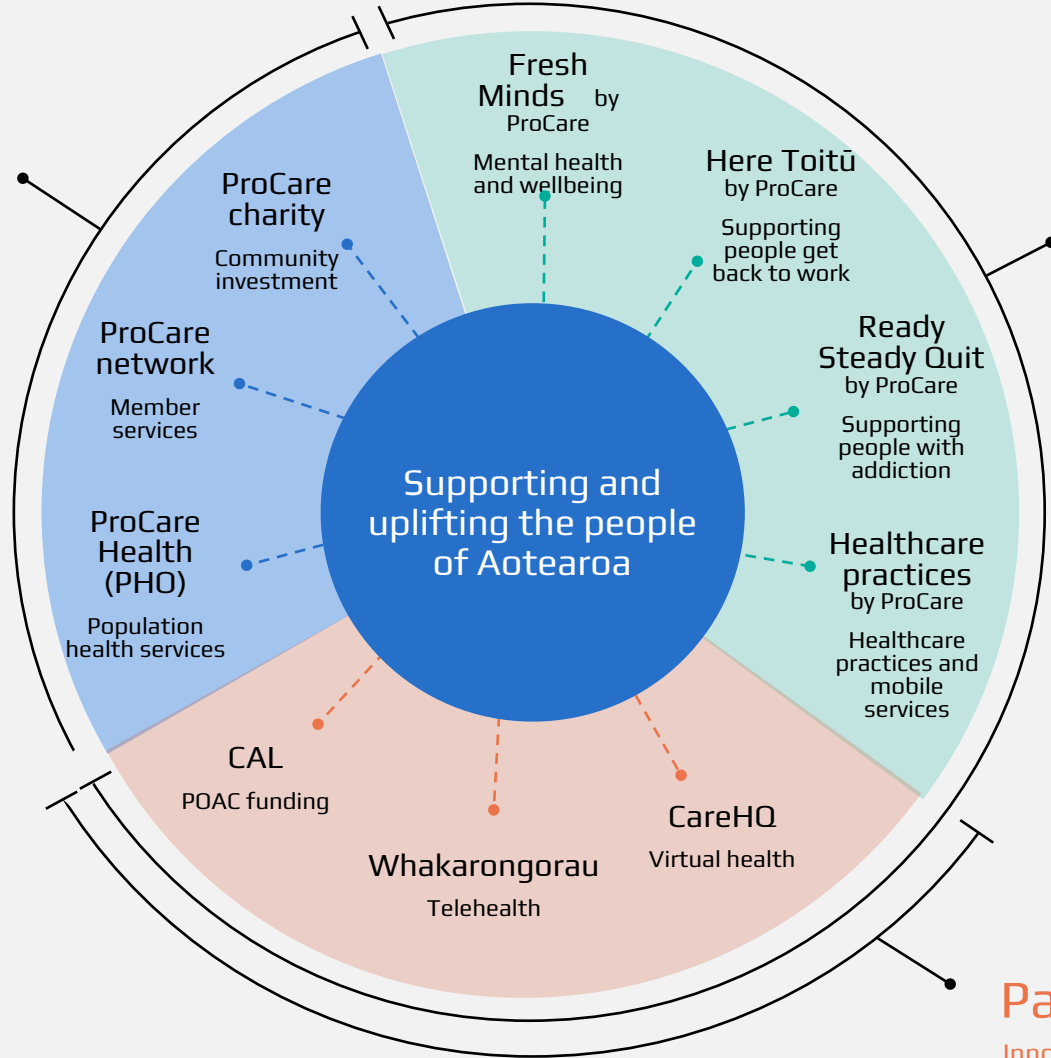 Fresh
Minds by
ProCare
Mental health
and wellbeing
Here Toitū
by ProCare
Supporting
people get
back to work
Ready
Steady Quit
by ProCare
Supporting
people with
addiction
Healthcare
practices
by ProCare
Healthcare
practices and
mobile
services
CareHQ
Virtual health
Whakarongorau
Telehealth
CAL
POAC funding
ProCare
Health
(PHO)
Population
health services
ProCare
network
Member
services
ProCare
charity
Community
investment
Supporting and
uplifting the people
of Aotearoa